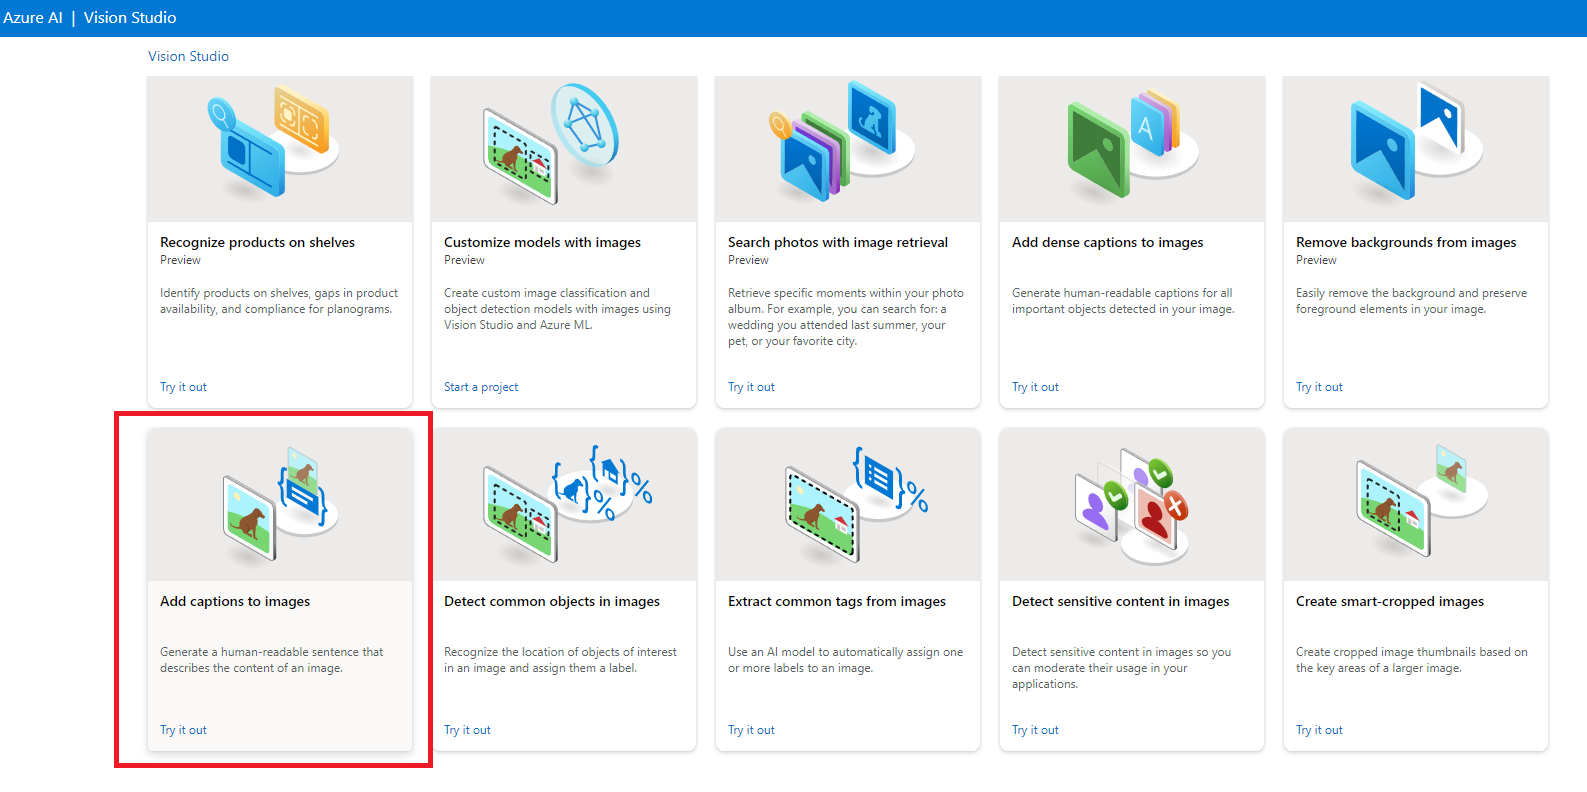 Azure AI | Vision Studio
Vision Studio
Recognize products on shelves
Preview
Identify products on shelves, gaps in product
availability, and compliance for planograms.
Try it out
Customize models with images
Preview
Create custom image classification and
object detection models with images using
Vision Studio and Azure ML.
Start a project
Search photos with image retrieval
Preview
Retrieve specific moments within your photo
album. For example, you can search for: a
wedding you attended last summer, your
pet, or your favorite city.
Try it out
A
Add dense captions to images
Generate human-readable captions for all
important objects detected in your image.
Try it out
Remove backgrounds from images
Preview
Easily remove the background and preserve
foreground elements in your image.
Try it out
Add captions to images
Generate a human-readable sentence that
describes the content of an image.
Try it out
{ } % { } %
Detect common objects in images
Recognize the location of objects of interest
in an image and assign them a label.
Try it out
{ } %
Extract common tags from images
Use an AI model to automatically assign one
or more labels to an image.
Try it out
Detect sensitive content in images
Detect sensitive content in images so you
can moderate their usage in your
applications.
Try it out
Create smart-cropped images
Create cropped image thumbnails based on
the key areas of a larger image.
Try it out